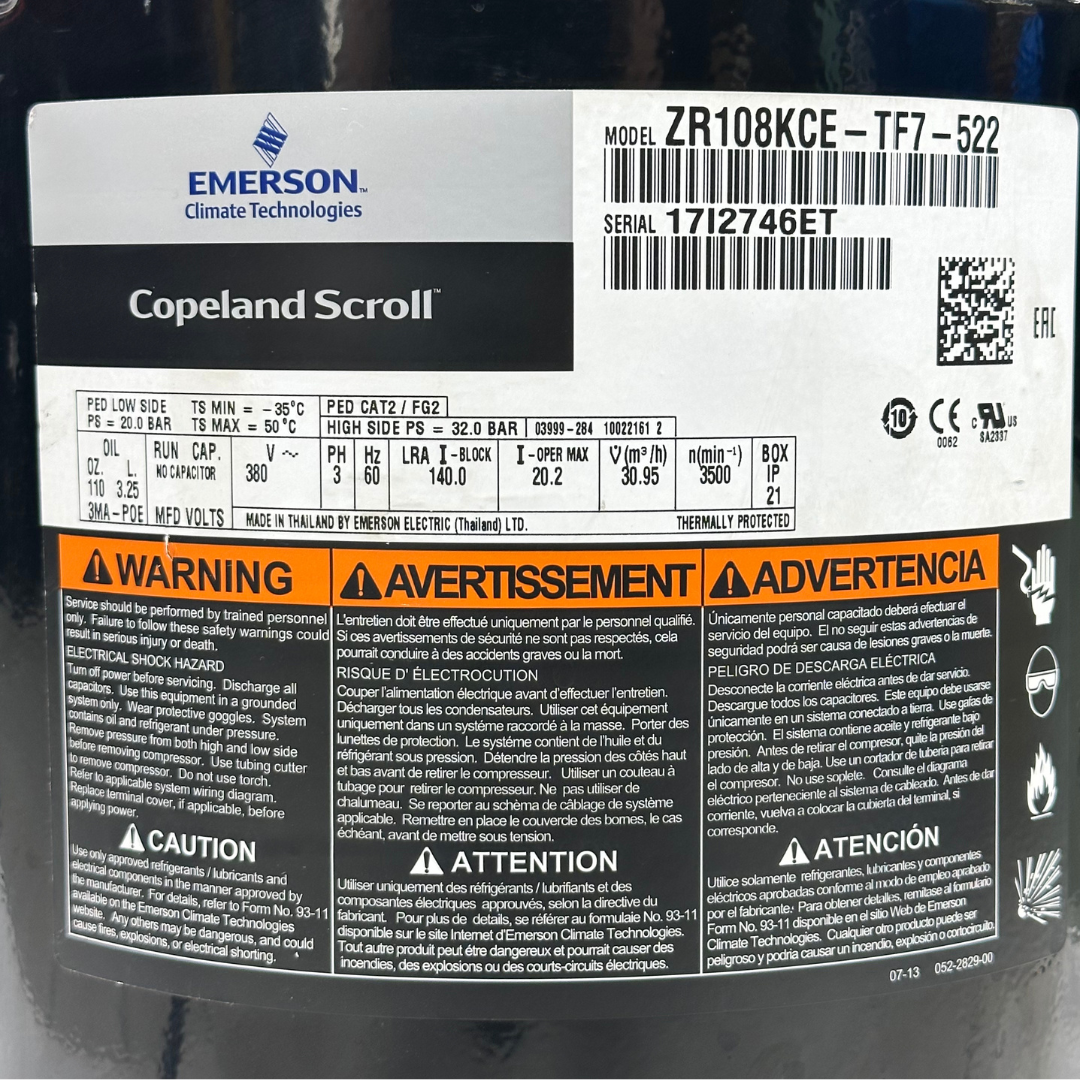 EMERSON™
Climate Technologies
Copeland Scroll™
MODEL ZR108KCE-TF7-522
SERIAL 17I2746ET
EAC
PED LOW SIDE TS MIN = -35°C PED CAT2 / FG2
PS = 20.0 BAR TS MAX = 50°C HIGH SIDE PS = 32.0 BAR 03999-284 10022161 2
10
CE
0062
c RU us
SA2337
OIL RUN CAP. V ~ PH Hz LRA I-BLOCK I-OPER MAX V̇(m³/h) n(min⁻¹) BOX
OZ. L. NO CAPACITOR 380 3 60 140.0 20.2 30.95 3500 IP
110 3.25 21
3MA-POE MFD VOLTS MADE IN THAILAND BY EMERSON ELECTRIC (Thailand) LTD. THERMALLY PROTECTED
WARNING
Service should be performed by trained personnel
only. Failure to follow these safety warnings could
result in serious injury or death.
ELECTRICAL SHOCK HAZARD
Turn off power before servicing. Discharge all
capacitors. Use this equipment in a grounded
system only. Wear protective goggles. System
contains oil and refrigerant under pressure.
Remove pressure from both high and low side
before removing compressor. Use tubing cutter
to remove compressor. Do not use torch.
Refer to applicable system wiring diagram.
Replace terminal cover, if applicable, before
applying power.
CAUTION
Use only approved refrigerants / lubricants and
electrical components in the manner approved by
the manufacturer. For details, refer to Form No. 93-11
available on the Emerson Climate Technologies
website. Any others may be dangerous, and could
cause fires, explosions, or electrical shorting.
AVERTISSEMENT
L'entretien doit être effectué uniquement par le personnel qualifié.
Si ces avertissements de sécurité ne sont pas respectés, cela
pourrait conduire à des accidents graves ou la mort.
RISQUE D' ÉLECTROCUTION
Couper l'alimentation électrique avant d'effectuer l'entretien.
Décharger tous les condensateurs. Utiliser cet équipement
uniquement dans un système raccordé à la masse. Porter des
lunettes de protection. Le système contient de l'huile et du
réfrigérant sous pression. Détendre la pression des côtés haut
et bas avant de retirer le compresseur. Utiliser un couteau à
tubage pour retirer le compresseur. Ne pas utiliser de
chalumeau. Se reporter au schèma de câblage de système
applicable. Remettre en place le couvercle des bornes, le cas
échéant, avant de mettre sous tension.
ATTENTION
Utiliser uniquement des réfrigérants / lubrifiants et des
composantes électriques approuvés, selon la directive du
fabricant. Pour plus de details, se référer au formulaie No. 93-11
disponible sur le site Internet d'Emerson Climate Technologies.
Tout autre produit peut étre dangereux et pourrait causer des
incendies, des explosions ou des courts-circuits électriques.
ADVERTENCIA
Únicamente personal capacitado deberá efectuar el
servicio del equipo. El no seguir estas advertencias de
seguridad podrá ser causa de lesiones graves o la muerte.
PELIGRO DE DESCARGA ELÉCTRICA
Desconecte la corriente eléctrica antes de dar servicio.
Descargue todos los capacitores. Este equipo debe usarse
únicamente en un sistema conectado a tierra. Use gafas de
protección. El sistema contiene aceite y refrigerante bajo
presión. Antes de retirar el compresor, quite la presión del
lado de alta y de baja. Use un cortador de tubería para retirar
el compresor. No use soplete. Consulte el diagrama
eléctrico perteneciente al sistema de cableado. Antes de dar
corriente, vuelva a colocar la cubierta del terminal, si
corresponde.
ATENCIÓN
Utilice solamente refrigerantes, lubricantes y componentes
eléctricos aprobadas conforme al modo de empleo aprobado
por el fabricante. Para obtener detalles, remitase al formulario
Form No. 93-11 disponible en el sitio Web de Emerson
Climate Technologies. Cualquier otro producto puede ser
peligroso y podría causar un incendio, explosión o cortocircuito.
07-13 052-2829-00